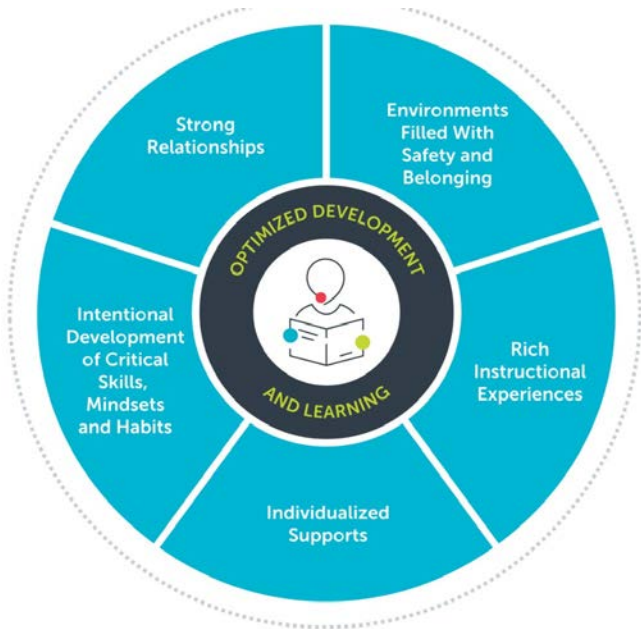 Strong
Relationships
Environments
Filled With
Safety and
Belonging
OPTIMIZED DEVELOPMENT
AND LEARNING
Intentional
Development
of Critical
Skills,
Mindsets
and Habits
Rich
Instructional
Experiences
Individualized
Supports